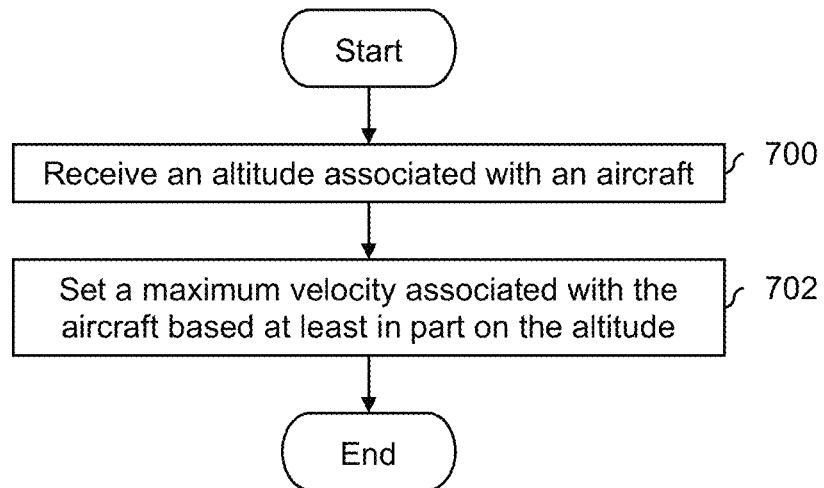 Start
Receive an altitude associated with an aircraft
700
Set a maximum velocity associated with the
aircraft based at least in part on the altitude
702
End